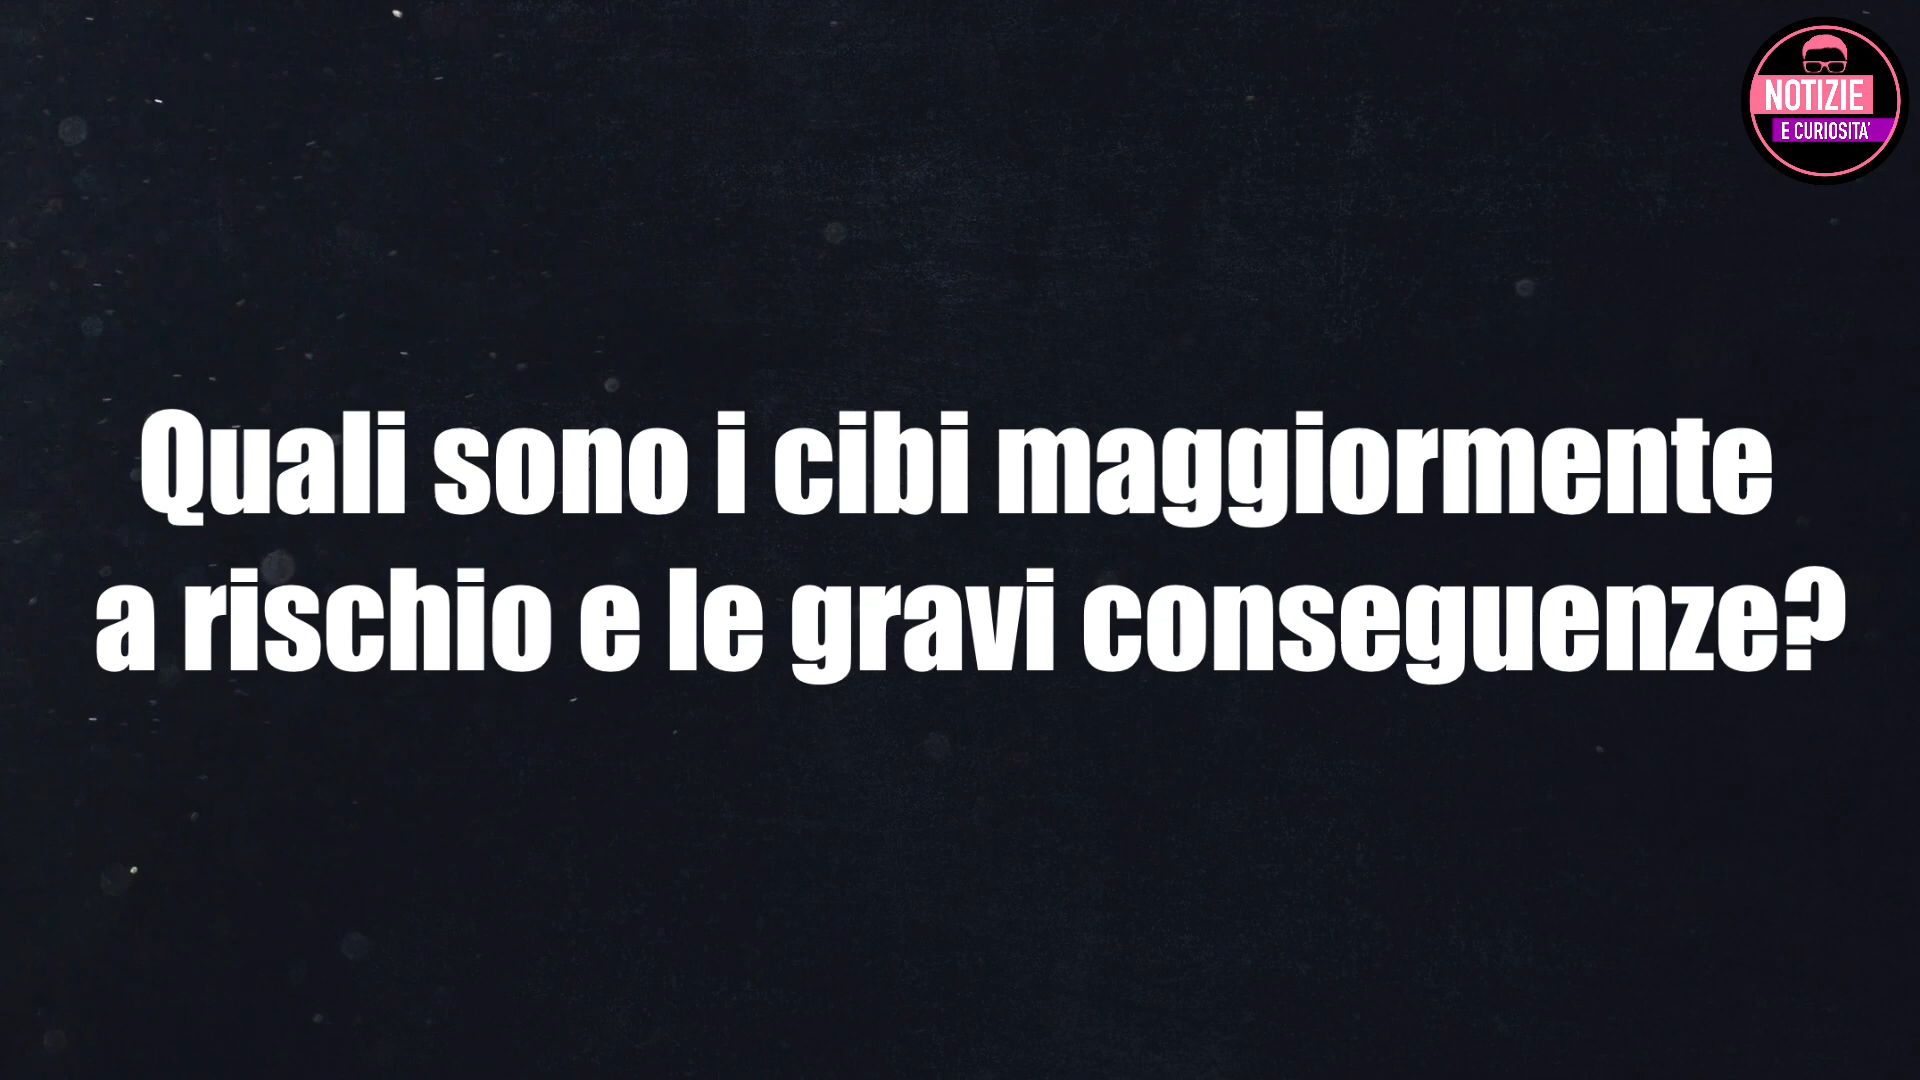 NOTIZIE
E CURIOSITA'
Quali sono i cibi maggiormente
a rischio e le gravi conseguenze?